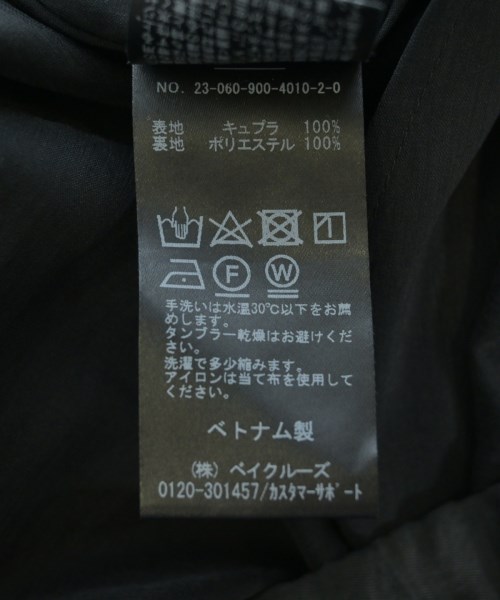 NO. 23-060-900-4010-2-0
表地 キュプラ 100%
裏地 ポリエステル 100%
F W
手洗いは水温30℃以下をお薦
めします。
タンブラー乾燥はお避けくだ
さい。
洗濯で多少縮みます。
アイロンは当て布を使用して
ください。
ベトナム製
(株) ベイクルーズ
0120-301457/カスタマーサポート